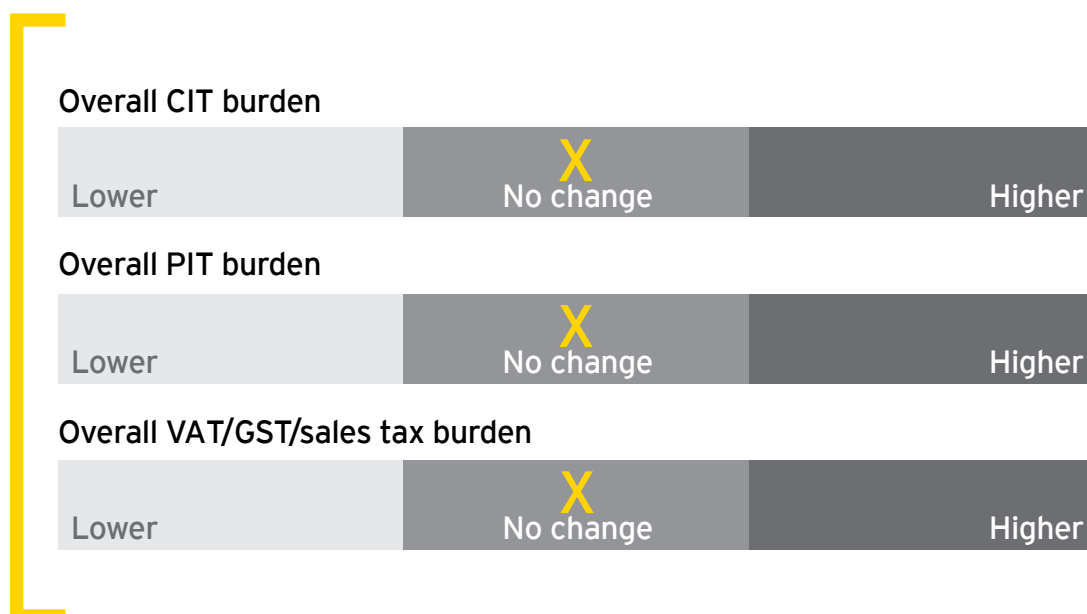 Overall CIT burden
X
Lower No change Higher
Overall PIT burden
X
Lower No change Higher
Overall VAT/GST/sales tax burden
X
Lower No change Higher